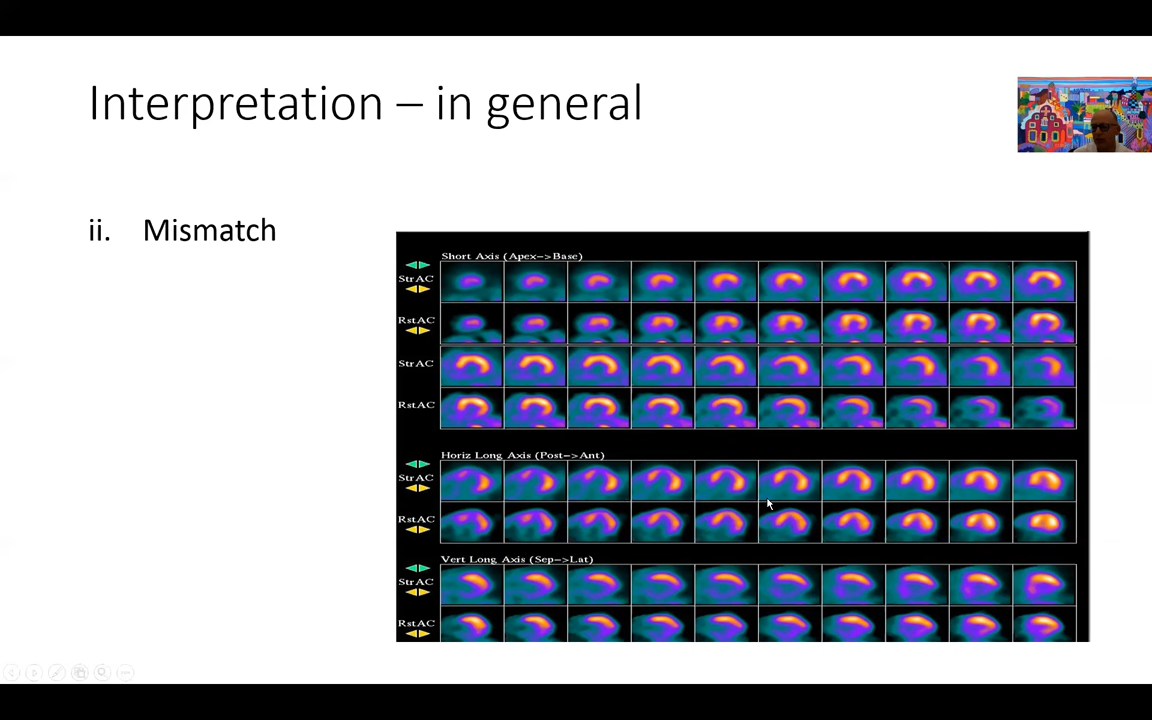 Interpretation – in general
ii. Mismatch
Short Axis (Apex->Base)
StrAC
RstAC
StrAC
RstAC
Horiz Long Axis (Post->Ant)
StrAC
RstAC
Vert Long Axis (Sep->Lat)
StrAC
RstAC